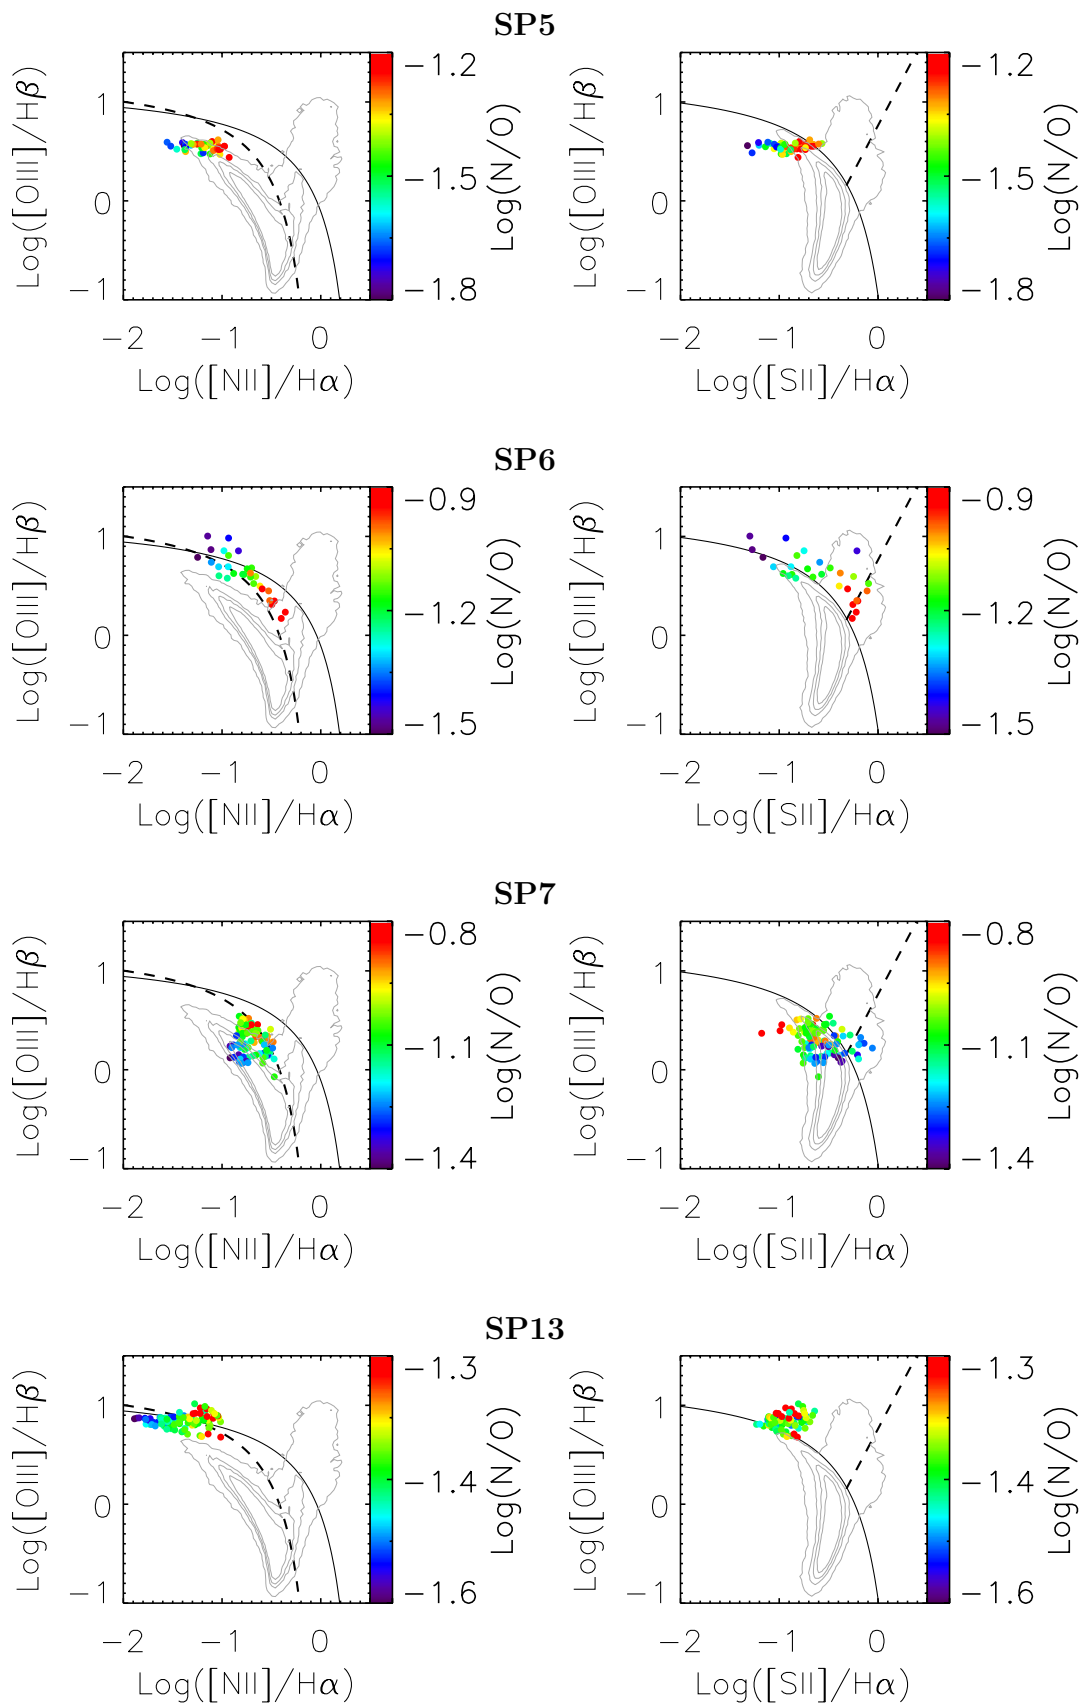 SP5
Log([OIII]/Hβ)
1
0
−1
−2 −1 0
Log([NII]/Hα)
−1.2
−1.5
−1.8
Log(N/O)
Log([OIII]/Hβ)
1
0
−1
−2 −1 0
Log([SII]/Hα)
−1.2
−1.5
−1.8
Log(N/O)
SP6
Log([OIII]/Hβ)
1
0
−1
−2 −1 0
Log([NII]/Hα)
−0.9
−1.2
−1.5
Log(N/O)
Log([OIII]/Hβ)
1
0
−1
−2 −1 0
Log([SII]/Hα)
−0.9
−1.2
−1.5
Log(N/O)
SP7
Log([OIII]/Hβ)
1
0
−1
−2 −1 0
Log([NII]/Hα)
−0.8
−1.1
−1.4
Log(N/O)
Log([OIII]/Hβ)
1
0
−1
−2 −1 0
Log([SII]/Hα)
−0.8
−1.1
−1.4
Log(N/O)
SP13
Log([OIII]/Hβ)
1
0
−1
−2 −1 0
Log([NII]/Hα)
−1.3
−1.4
−1.6
Log(N/O)
Log([OIII]/Hβ)
1
0
−1
−2 −1 0
Log([SII]/Hα)
−1.3
−1.4
−1.6
Log(N/O)